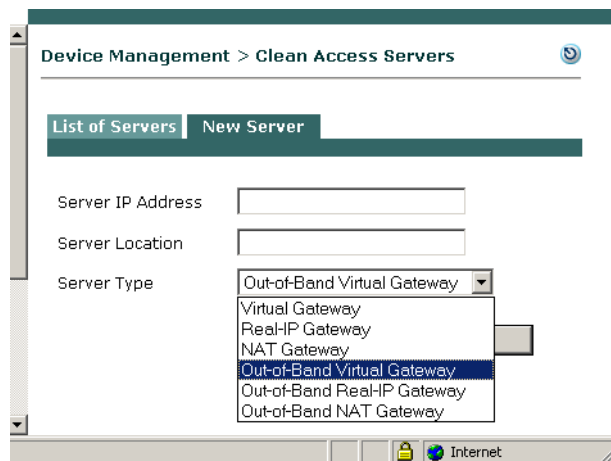 Device Management > Clean Access Servers
List of Servers New Server
Server IP Address
Server Location
Server Type Out-of-Band Virtual Gateway
Virtual Gateway
Real-IP Gateway
NAT Gateway
Out-of-Band Virtual Gateway
Out-of-Band Real-IP Gateway
Out-of-Band NAT Gateway
Internet